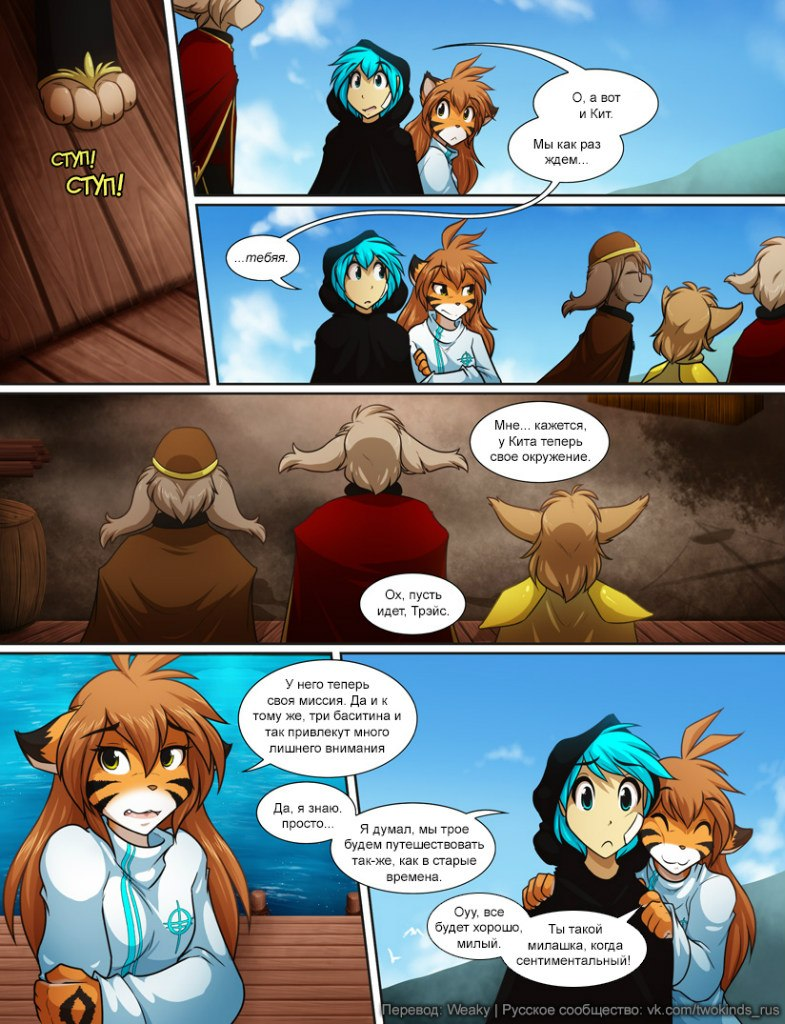 СТУП!
СТУП!
О, а вот
и Кит.
Мы как раз
ждем...
...тебяя.
Мне... кажется,
у Кита теперь
свое окружение.
Ох, пусть
идет, Трэйс.
У него теперь
своя миссия. Да и к
тому же, три баситина и
так привлекут много
лишнего внимания
Да, я знаю.
просто...
Я думал, мы трое
будем путешествовать
так-же, как в старые
времена.
Оуу, все
будет хорошо,
милый.
Ты такой
милашка, когда
сентиментальный!
Перевод: Weaky | Русское сообщество: vk.com/twokinds_rus